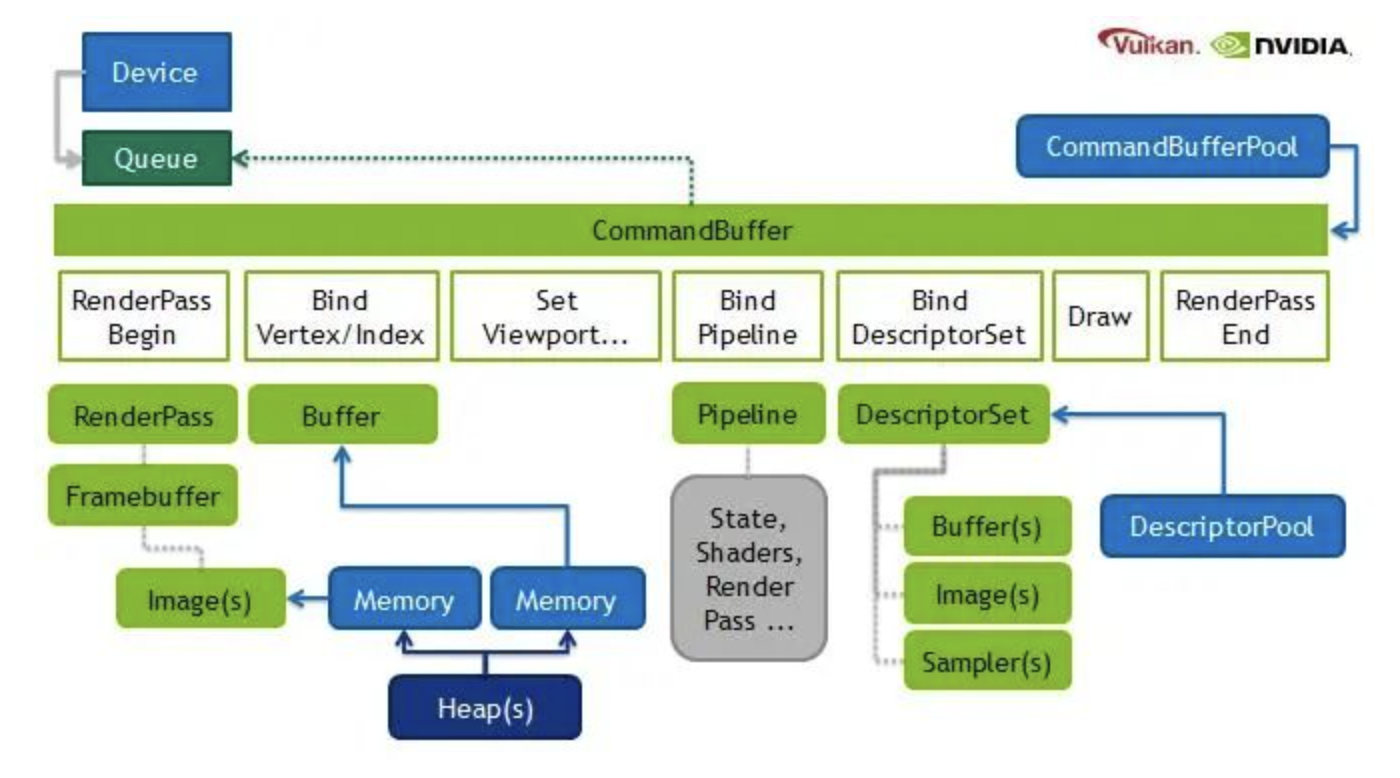 Vulkan. NVIDIA.
Device
CommandBufferPool
Queue
CommandBuffer
RenderPass
Begin
Bind
Vertex/Index
Set
Viewport...
Bind
Pipeline
Bind
DescriptorSet
Draw
RenderPass
End
RenderPass
Buffer
Pipeline
DescriptorSet
Framebuffer
State,
Shaders,
Render
Pass ...
Buffer(s)
DescriptorPool
Image(s)
Memory
Memory
Image(s)
Sampler(s)
Heap(s)